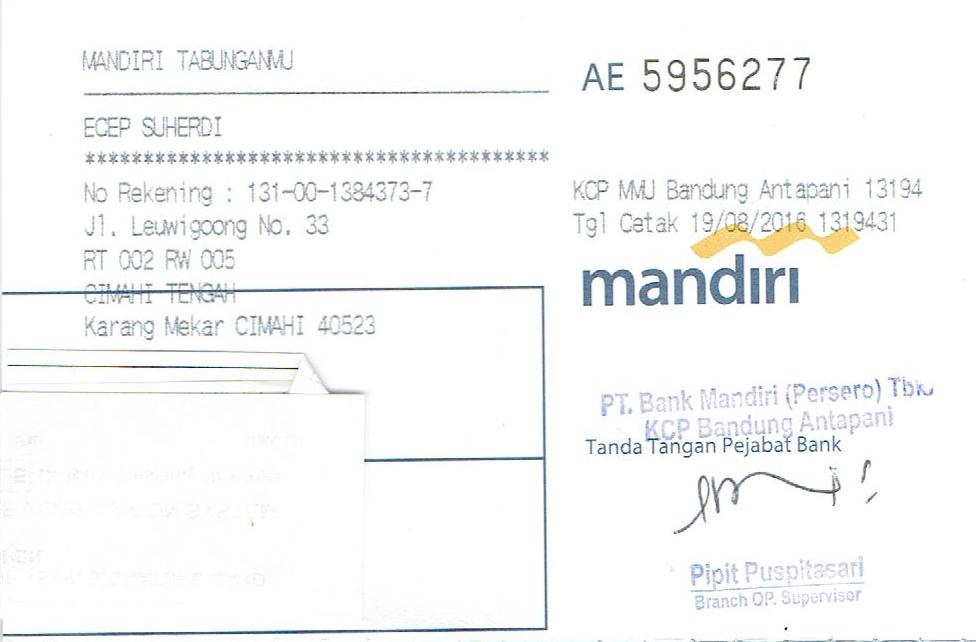 MANDIRI TABUNGANMU
AE 5956277
ECEP SUHERDI
****************************************
No Rekening : 131-00-1384373-7
Jl. Leuwigoong No. 33
RT 002 RW 005
CIMAHI TENGAH
Karang Mekar CIMAHI 40523
KCP MMU Bandung Antapani 13194
Tgl Cetak 19/08/2016 1319431
mandırı
PT. Bank Mandiri (Persero) Tbk.
KCP Bandung Antapani
Tanda Tangan Pejabat Bank
Pipit Puspitasari
Branch OP. Supervisor